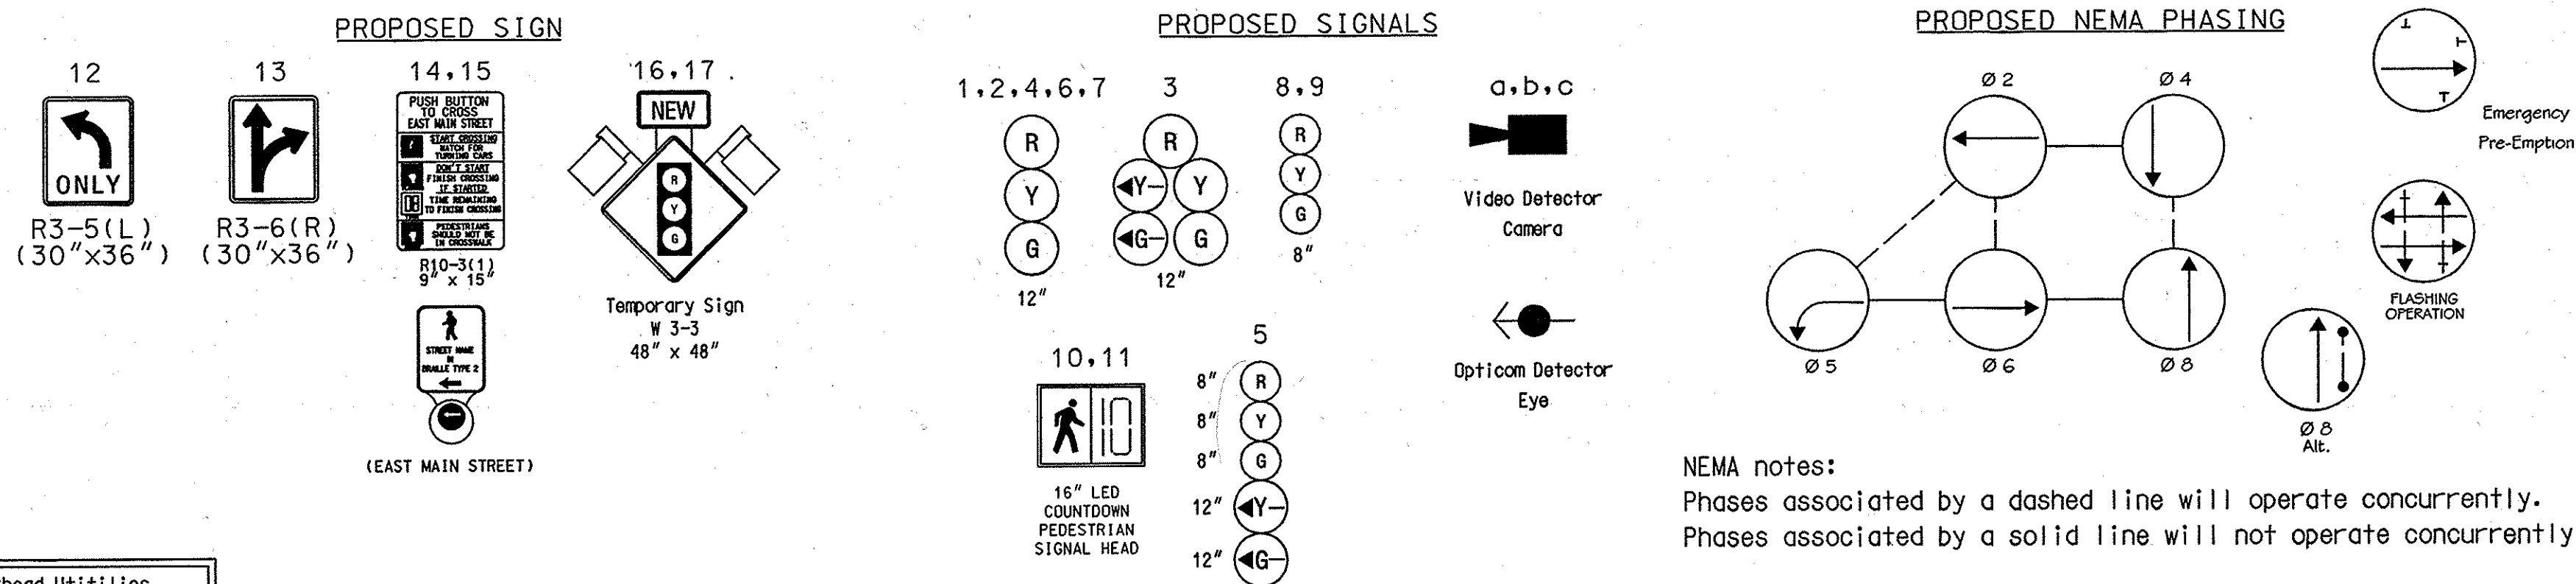 PROPOSED SIGN
12
ONLY
R3-5(L)
(30"x36")
13
R3-6(R)
(30"x36")
14,15
PUSH BUTTON
TO CROSS
EAST MAIN STREET
START CROSSING
WATCH FOR
TURNING CARS
DON'T START
FINISH CROSSING
IF STARTED
TIME REMAINING
TO FINISH CROSSING
PEDESTRIANS
SHOULD NOT BE
IN CROSSWALK
R10-3(1)
9" x 15"
STREET NAME
IN
BRAILLE TYPE 2
(EAST MAIN STREET)
16,17
NEW
R
Y
G
Temporary Sign
W 3-3
48" x 48"
PROPOSED SIGNALS
1,2,4,6,7
R
Y
G
12"
3
R
Y Y
G G
12"
8,9
R
Y
G
8"
a,b,c
Video Detector
Camera
Opticom Detector
Eye
10,11
16" LED
COUNTDOWN
PEDESTRIAN
SIGNAL HEAD
5
8" R
8" Y
8" G
12" Y
12" G
PROPOSED NEMA PHASING
Ø2
Ø4
Ø5
Ø6
Ø8
Emergency
Pre-Emption
FLASHING
OPERATION
Ø8
Alt.
NEMA notes:
Phases associated by a dashed line will operate concurrently.
Phases associated by a solid line will not operate concurrently